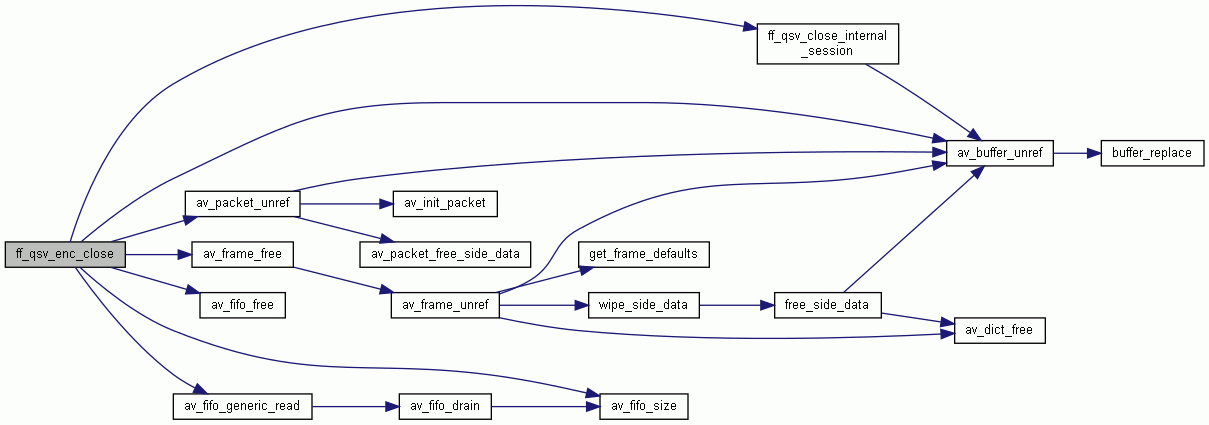 ff_qsv_close_internal
_session
av_buffer_unref
buffer_replace
av_packet_unref
av_init_packet
ff_qsv_enc_close
av_frame_free
av_packet_free_side_data
get_frame_defaults
av_fifo_free
av_frame_unref
wipe_side_data
free_side_data
av_dict_free
av_fifo_generic_read
av_fifo_drain
av_fifo_size